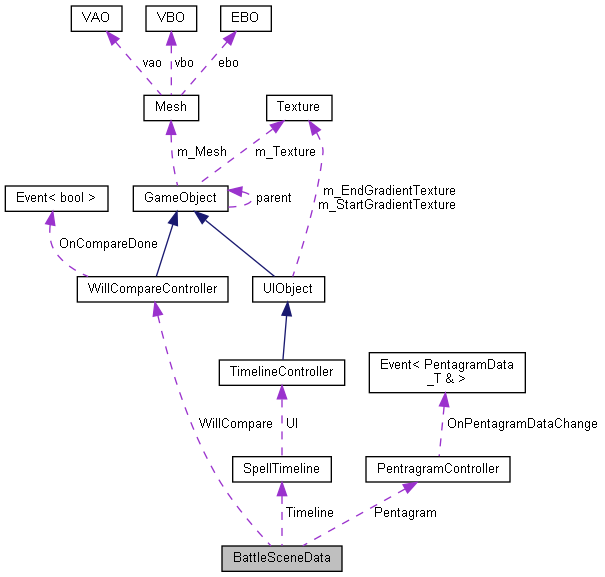 VAO
VBO
EBO
vao
vbo
ebo
Mesh
Texture
m_Mesh
m_Texture
m_EndGradientTexture
m_StartGradientTexture
Event< bool >
GameObject
parent
OnCompareDone
WillCompareController
UIObject
TimelineController
Event< PentagramData
_T & >
WillCompare
UI
OnPentagramDataChange
SpellTimeline
PentragramController
Timeline
Pentagram
BattleSceneData